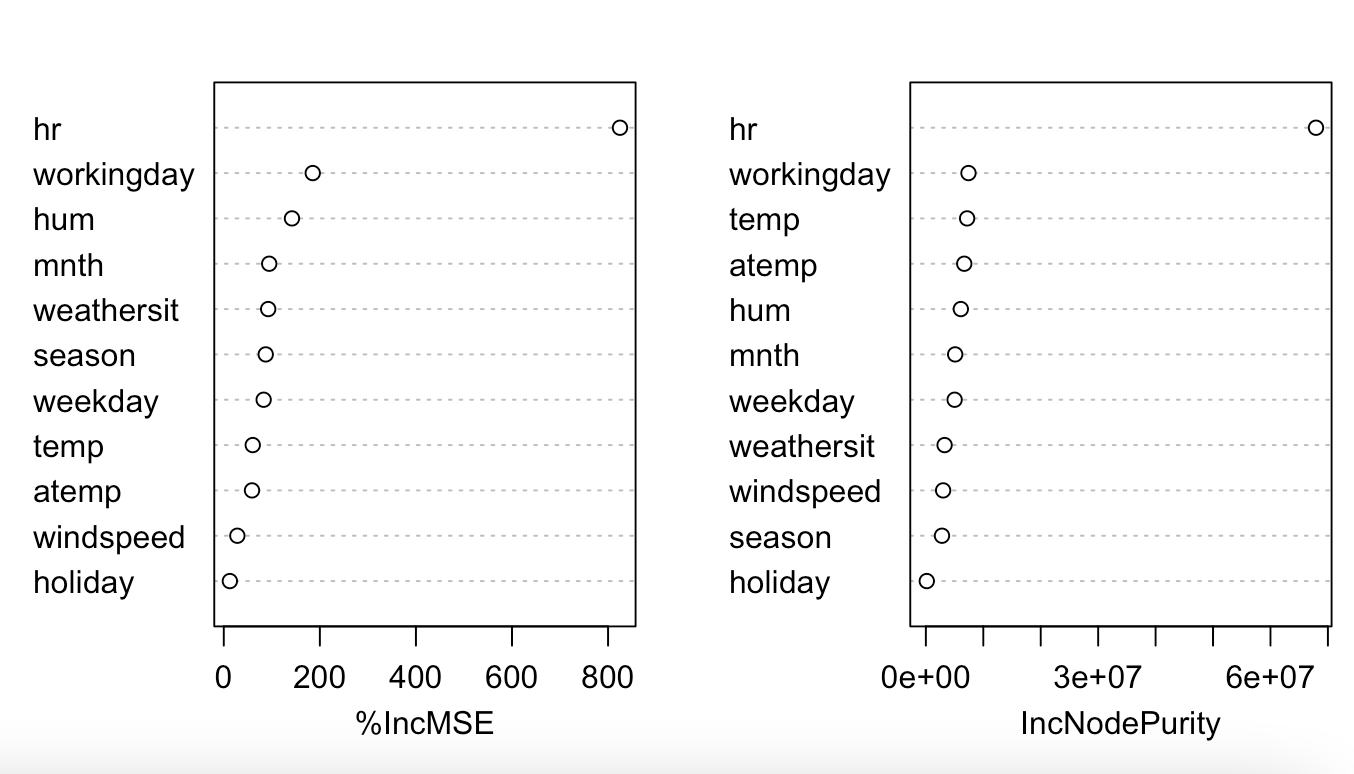 hr
workingday
hum
mnth
weathersit
season
weekday
temp
atemp
windspeed
holiday
0 200 400 600 800
%IncMSE
hr
workingday
temp
atemp
hum
mnth
weekday
weathersit
windspeed
season
holiday
0e+00 3e+07 6e+07
IncNodePurity